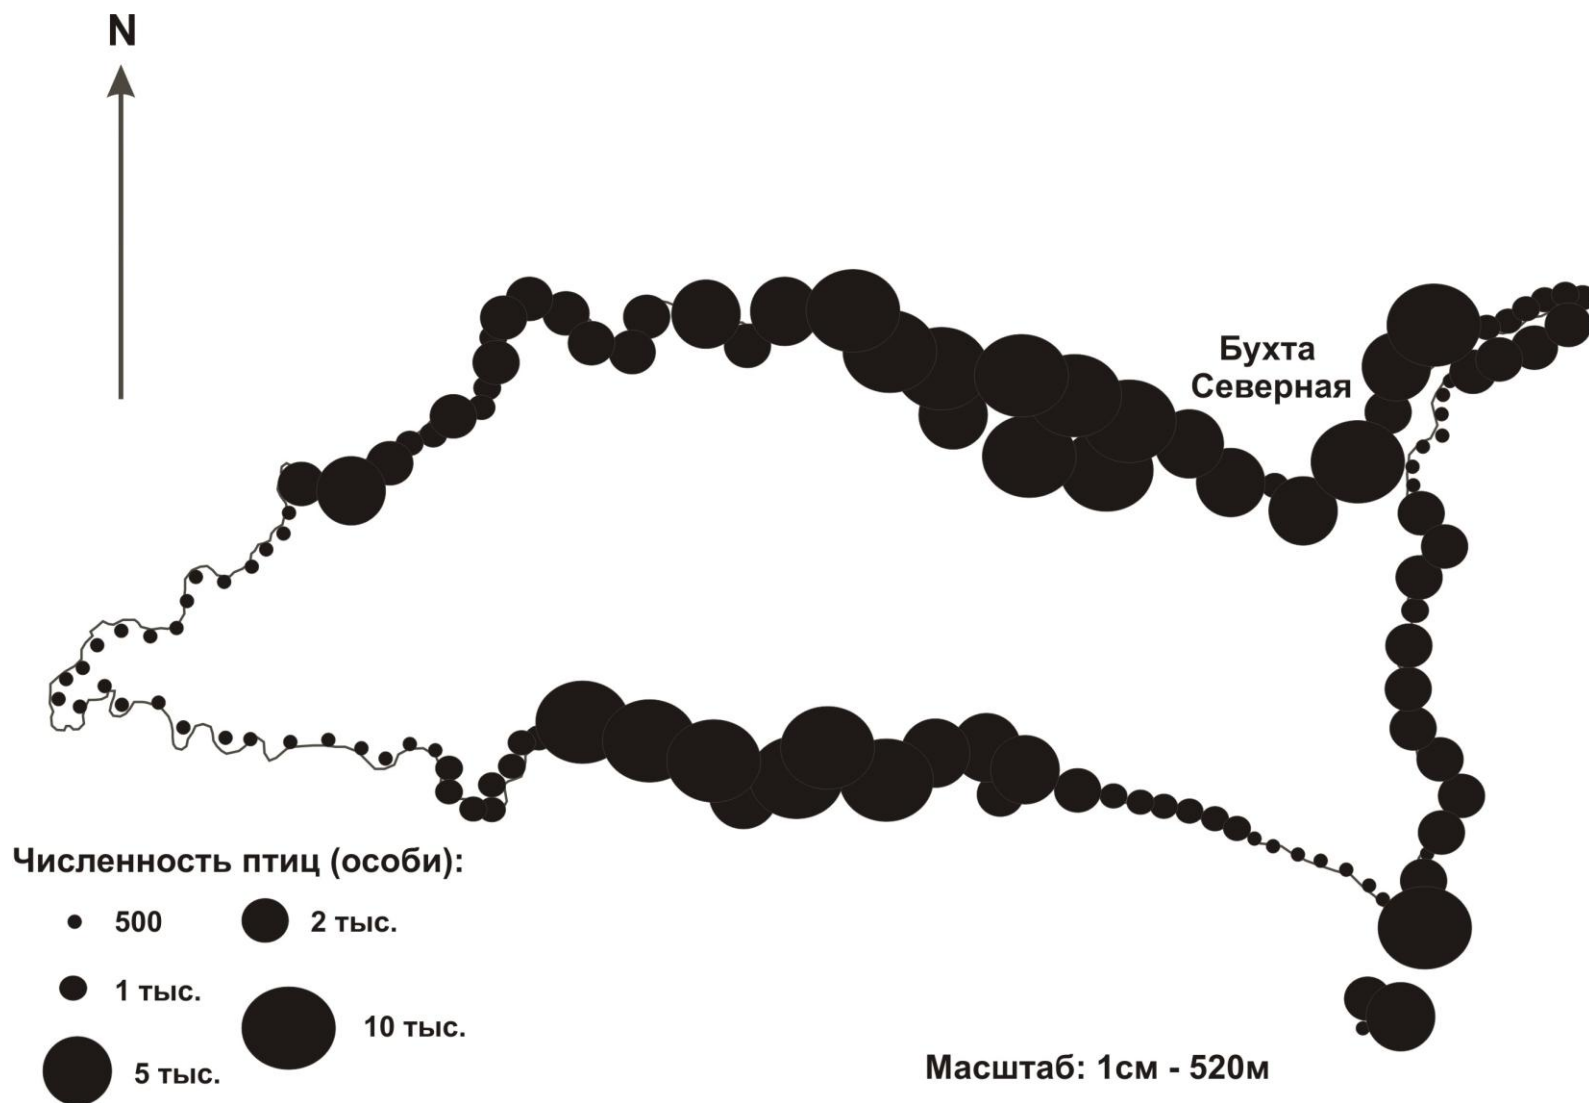 N
Бухта
Северная
Численность птиц (особи):
500
2 тыс.
1 тыс.
10 тыс.
5 тыс.
Масштаб: 1см - 520м